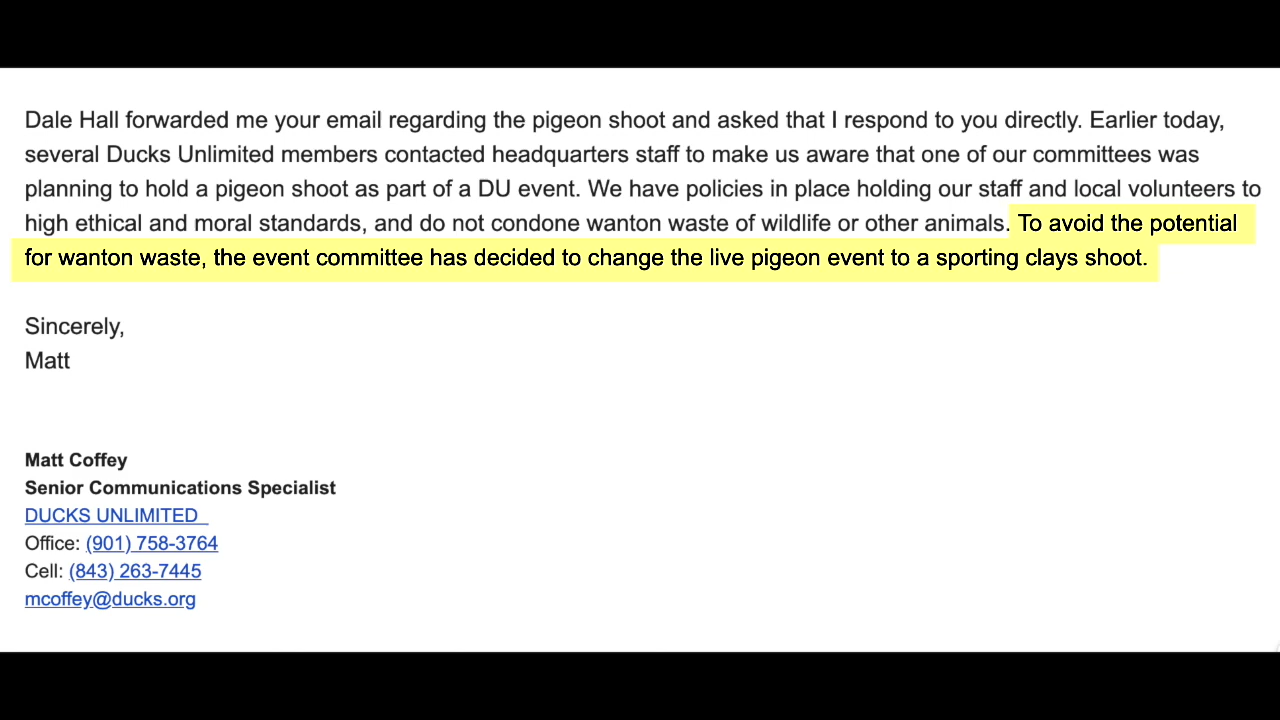 Dale Hall forwarded me your email regarding the pigeon shoot and asked that I respond to you directly. Earlier today,
several Ducks Unlimited members contacted headquarters staff to make us aware that one of our committees was
planning to hold a pigeon shoot as part of a DU event. We have policies in place holding our staff and local volunteers to
high ethical and moral standards, and do not condone wanton waste of wildlife or other animals. To avoid the potential
for wanton waste, the event committee has decided to change the live pigeon event to a sporting clays shoot.
Sincerely,
Matt
Matt Coffey
Senior Communications Specialist
DUCKS UNLIMITED
Office: (901) 758-3764
Cell: (843) 263-7445
mcoffey@ducks.org